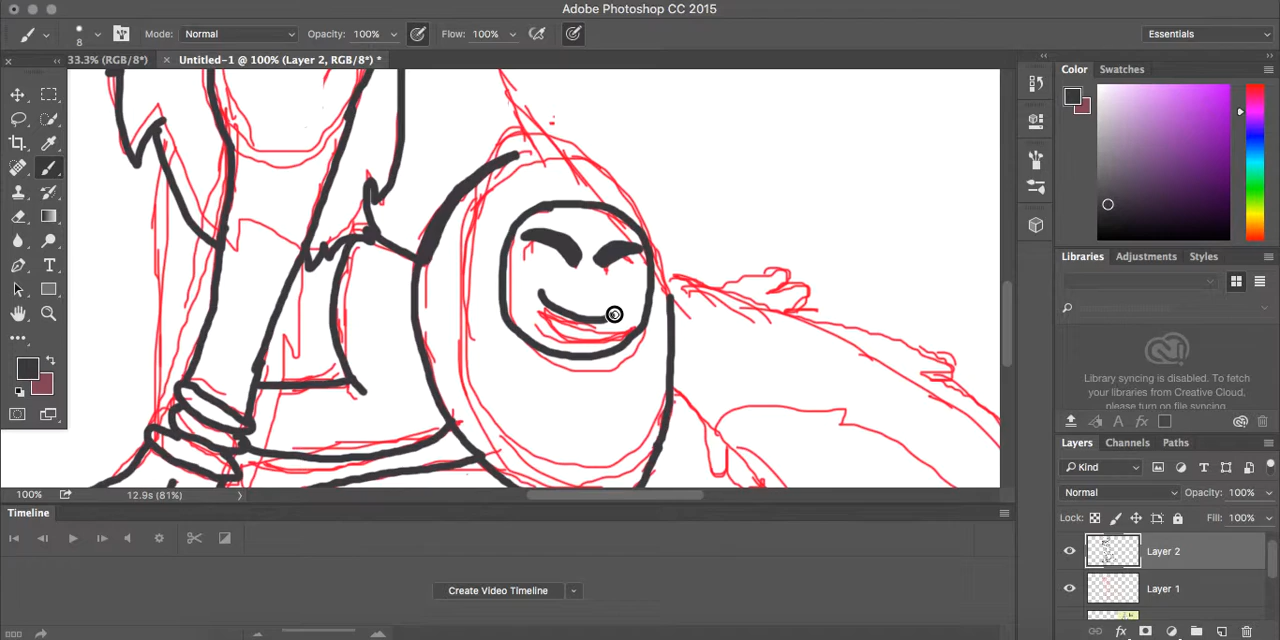 Adobe Photoshop CC 2015
8
Mode: Normal
Opacity: 100%
Flow: 100%
Essentials
33.3% (RGB/8*)
Untitled-1 @ 100% (Layer 2, RGB/8*) *
Color
Swatches
Libraries
Adjustments
Styles
Library syncing is disabled. To fetch
your libraries from Creative Cloud,
please turn on file syncing.
Layers
Channels
Paths
Kind
Normal
Opacity: 100%
Lock:
Fill: 100%
Layer 2
Layer 1
fx
100%
12.9s (81%)
Timeline
Create Video Timeline